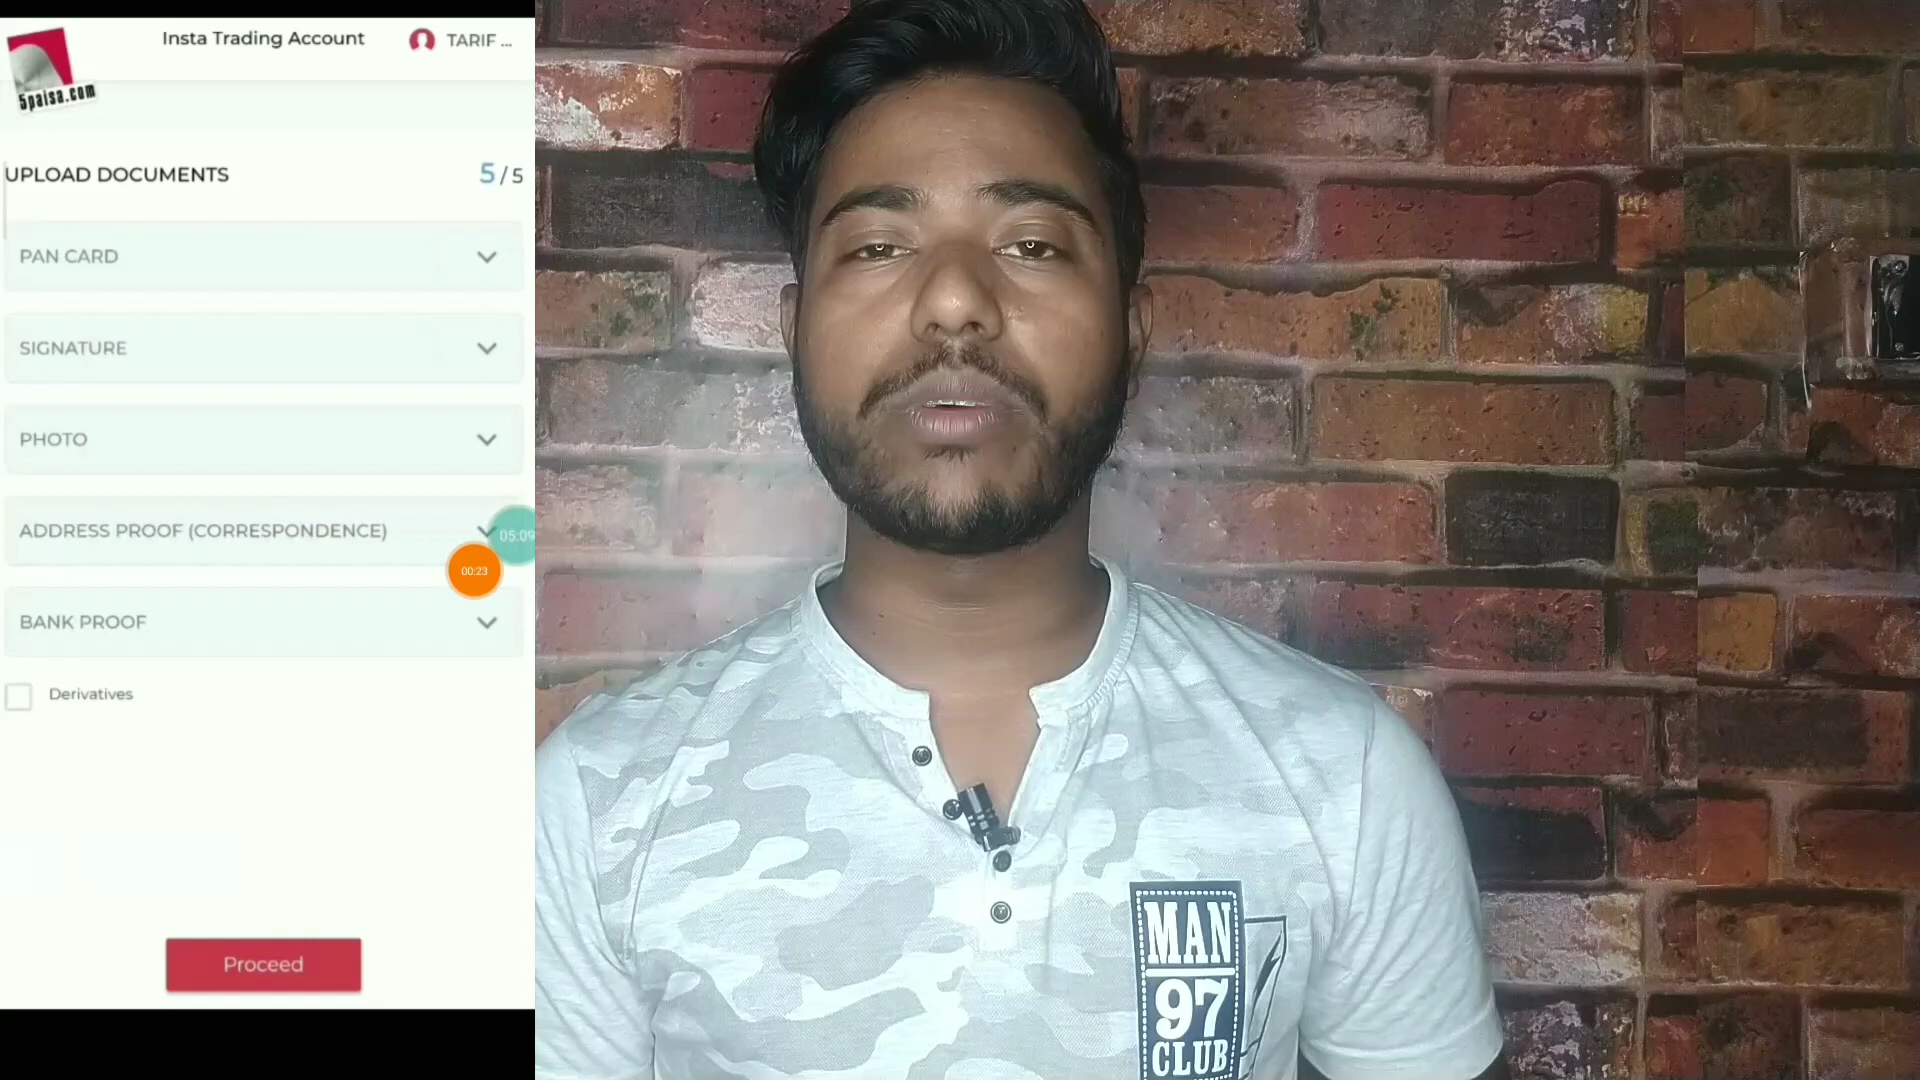 Insta Trading Account
TARIF ...
5paisa.com
UPLOAD DOCUMENTS
5 / 5
PAN CARD
SIGNATURE
PHOTO
ADDRESS PROOF (CORRESPONDENCE)
05:09
00:23
BANK PROOF
Derivatives
Proceed
MAN
97
CLUB